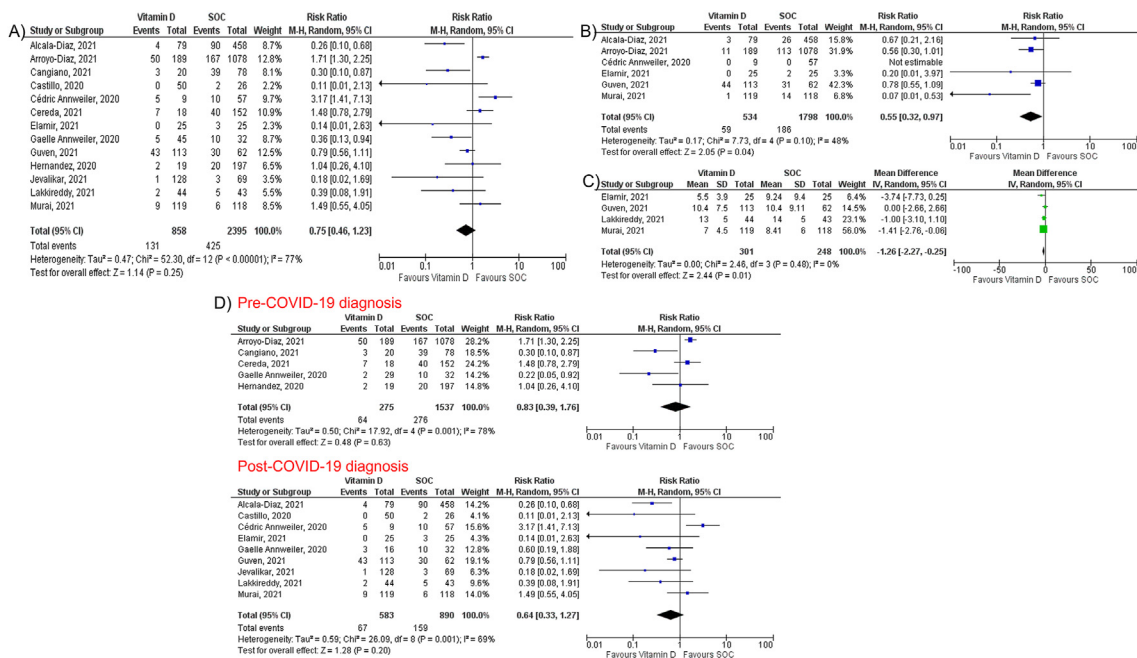 A)
Vitamin D SOC Risk Ratio Risk Ratio
Study or Subgroup Events Total Events Total Weight M-H, Random, 95% CI M-H, Random, 95% CI
Alcala-Diaz, 2021 4 79 90 458 8.7% 0.26 [0.10, 0.68]
Arroyo-Diaz, 2021 50 189 167 1078 13.2% 1.71 [1.30, 2.25]
Cangiano, 2021 3 20 39 78 8.2% 0.30 [0.10, 0.87]
Castillo, 2020 0 50 2 26 2.2% 0.11 [0.01, 2.13]
Cédric Annweiler, 2020 5 9 10 57 9.9% 3.17 [1.41, 7.13]
Cereda, 2021 7 18 40 152 10.9% 1.48 [0.78, 2.79]
Elamir, 2021 0 25 3 25 2.2% 0.14 [0.01, 2.63]
Gaelle Annweiler, 2020 5 45 10 32 8.7% 0.36 [0.13, 0.94]
Guven, 2021 43 113 30 62 12.7% 0.79 [0.56, 1.11]
Hernandez, 2020 2 19 20 197 6.5% 1.04 [0.26, 4.10]
Jevalikar, 2021 1 128 3 69 3.4% 0.18 [0.02, 1.69]
Lakkireddy, 2021 2 44 5 43 5.4% 0.39 [0.08, 1.91]
Murai, 2021 9 119 6 118 8.2% 1.49 [0.55, 4.05]
Total (95% CI) 858 2395 100.0% 0.75 [0.46, 1.23]
Total events 131 425
Heterogeneity: Tau² = 0.47; Chi² = 52.30, df = 12 (P < 0.00001); I² = 77%
Test for overall effect: Z = 1.14 (P = 0.25)
0.01 0.1 1 10 100
Favours Vitamin D Favours SOC
B)
Vitamin D SOC Risk Ratio Risk Ratio
Study or Subgroup Events Total Events Total Weight M-H, Random, 95% CI M-H, Random, 95% CI
Alcala-Diaz, 2021 3 79 26 458 15.8% 0.67 [0.21, 2.16]
Arroyo-Diaz, 2021 11 189 113 1078 31.9% 0.56 [0.30, 1.01]
Cédric Annweiler, 2020 0 9 0 57 Not estimable
Elamir, 2021 0 25 2 25 3.3% 0.20 [0.01, 3.97]
Guven, 2021 44 113 31 62 42.2% 0.78 [0.55, 1.09]
Murai, 2021 1 119 14 118 6.8% 0.07 [0.01, 0.53]
Total (95% CI) 534 1798 100.0% 0.55 [0.32, 0.97]
Total events 59 186
Heterogeneity: Tau² = 0.17; Chi² = 7.73, df = 4 (P = 0.10); I² = 48%
Test for overall effect: Z = 2.05 (P = 0.04)
0.01 0.1 1 10 100
Favours Vitamin D Favours SOC
C)
Vitamin D SOC Mean Difference Mean Difference
Study or Subgroup Mean SD Total Mean SD Total Weight IV, Random, 95% CI IV, Random, 95% CI
Elamir, 2021 5.5 3.9 25 9.24 9.4 25 6.4% -3.74 [-7.73, 0.25]
Guven, 2021 10.4 7.5 113 10.4 9.11 62 14.5% 0.00 [-2.66, 2.66]
Lakkireddy, 2021 13 5 44 14 5 43 23.1% -1.00 [-3.10, 1.10]
Murai, 2021 7 4.5 119 8.41 6 118 56.0% -1.41 [-2.76, -0.06]
Total (95% CI) 301 248 100.0% -1.26 [-2.27, -0.25]
Heterogeneity: Tau² = 0.00; Chi² = 2.46, df = 3 (P = 0.48); I² = 0%
Test for overall effect: Z = 2.44 (P = 0.01)
-100 -50 0 50 100
Favours Vitamin D Favours SOC
D) Pre-COVID-19 diagnosis
Vitamin D SOC Risk Ratio Risk Ratio
Study or Subgroup Events Total Events Total Weight M-H, Random, 95% CI M-H, Random, 95% CI
Arroyo-Diaz, 2021 50 189 167 1078 28.2% 1.71 [1.30, 2.25]
Cangiano, 2021 3 20 39 78 18.5% 0.30 [0.10, 0.87]
Cereda, 2021 7 18 40 152 24.2% 1.48 [0.78, 2.79]
Gaelle Annweiler, 2020 2 29 10 32 14.2% 0.22 [0.05, 0.92]
Hernandez, 2020 2 19 20 197 14.8% 1.04 [0.26, 4.10]
Total (95% CI) 275 1537 100.0% 0.83 [0.39, 1.76]
Total events 64 276
Heterogeneity: Tau² = 0.50; Chi² = 17.92, df = 4 (P = 0.001); I² = 78%
Test for overall effect: Z = 0.48 (P = 0.63)
0.01 0.1 1 10 100
Favours Vitamin D Favours SOC
Post-COVID-19 diagnosis
Vitamin D SOC Risk Ratio Risk Ratio
Study or Subgroup Events Total Events Total Weight M-H, Random, 95% CI M-H, Random, 95% CI
Alcala-Diaz, 2021 4 79 90 458 14.2% 0.26 [0.10, 0.68]
Castillo, 2020 0 50 2 26 4.1% 0.11 [0.01, 2.13]
Cédric Annweiler, 2020 5 9 10 57 15.6% 3.17 [1.41, 7.13]
Elamir, 2021 0 25 3 25 4.2% 0.14 [0.01, 2.63]
Gaelle Annweiler, 2020 3 16 10 32 13.2% 0.60 [0.19, 1.88]
Guven, 2021 43 113 30 62 19.1% 0.79 [0.56, 1.11]
Jevalikar, 2021 1 128 3 69 6.2% 0.18 [0.02, 1.69]
Lakkireddy, 2021 2 44 5 43 9.4% 0.39 [0.08, 1.91]
Murai, 2021 9 119 6 118 13.9% 1.49 [0.55, 4.05]
Total (95% CI) 583 890 100.0% 0.64 [0.33, 1.27]
Total events 67 159
Heterogeneity: Tau² = 0.59; Chi² = 26.09, df = 8 (P = 0.001); I² = 69%
Test for overall effect: Z = 1.28 (P = 0.20)
0.01 0.1 1 10 100
Favours Vitamin D Favours SOC